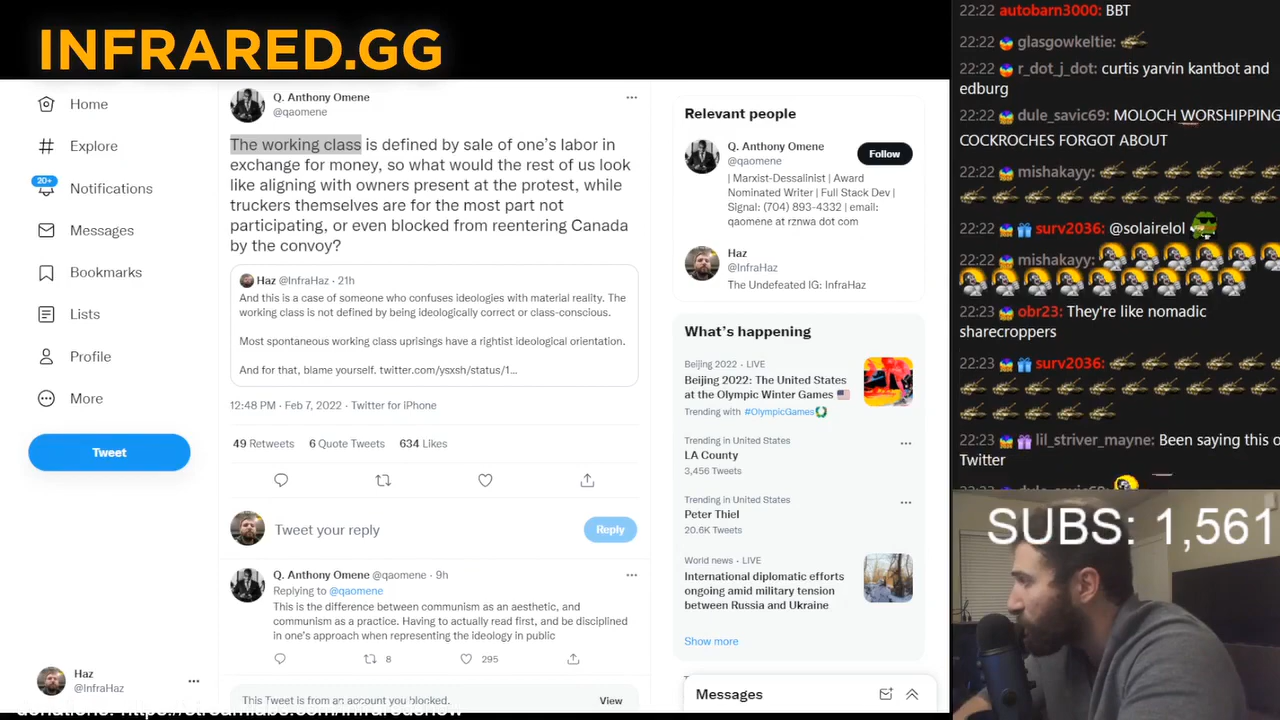 INFRARED.GG
Home
Explore
20+
Notifications
Messages
Bookmarks
Lists
Profile
More
Tweet
Haz
@InfraHaz
Q. Anthony Omene
@qaomene
The working class is defined by sale of one's labor in
exchange for money, so what would the rest of us look
like aligning with owners present at the protest, while
truckers themselves are for the most part not
participating, or even blocked from reentering Canada
by the convoy?
Haz @InfraHaz · 21h
And this is a case of someone who confuses ideologies with material reality. The
working class is not defined by being ideologically correct or class-conscious.
Most spontaneous working class uprisings have a rightist ideological orientation.
And for that, blame yourself. twitter.com/ysxsh/status/1...
12:48 PM · Feb 7, 2022 · Twitter for iPhone
49 Retweets 6 Quote Tweets 634 Likes
Tweet your reply
Reply
Q. Anthony Omene @qaomene · 9h
Replying to @qaomene
This is the difference between communism as an aesthetic, and
communism as a practice. Having to actually read first, and be disciplined
in one's approach when representing the ideology in public
8 295
This Tweet is from an account you blocked.
View
Relevant people
Q. Anthony Omene
@qaomene
Follow
| Marxist-Dessalinist | Award
Nominated Writer | Full Stack Dev |
Signal: (704) 893-4332 | email:
qaomene at rznwa dot com
Haz
@InfraHaz
The Undefeated IG: InfraHaz
What's happening
Beijing 2022 · LIVE
Beijing 2022: The United States
at the Olympic Winter Games
Trending with #OlympicGames
Trending in United States
LA County
3,456 Tweets
Trending in United States
Peter Thiel
20.6K Tweets
World news · LIVE
International diplomatic efforts
ongoing amid military tension
between Russia and Ukraine
Show more
Messages
22:22 autobarn3000: BBT
22:22 glasgowkeltie:
22:22 r_dot_j_dot: curtis yarvin kantbot and
edburg
22:22 dule_savic69: MOLOCH WORSHIPPING
COCKROCHES FORGOT ABOUT
22:22 mishakayy:
22:22 surv2036: @solairelol
22:22 mishakayy:
22:23 obr23: They're like nomadic
sharecroppers
22:23 surv2036:
22:23 lil_striver_mayne: Been saying this o
Twitter
SUBS: 1,561